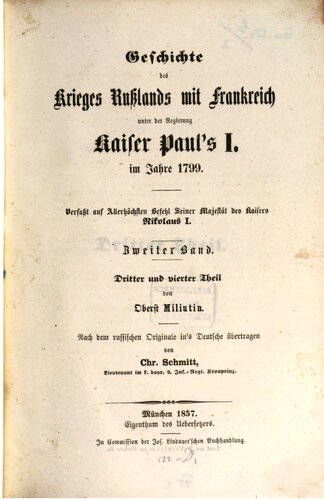 Geschichte
des
Krieges Rußlands mit Frankreich
unter der Regierung
Kaiser Paul's I.
im Jahre 1799.
Verfaßt auf Allerhöchsten Befehl Seiner Majestät des Kaisers
Nikolaus I.
Zweiter Band.
Dritter und vierter Theil
von
Oberst Miliutin.
Nach dem russischen Originale in's Deutsche übertragen
von
Chr. Schmitt,
Lieutenant im k. bayr. 2. Inf.-Regt. Kronprinz.
München 1857.
Eigenthum des Uebersetzers.
In Commission der Jos. Lindauer'schen Buchhandlung.